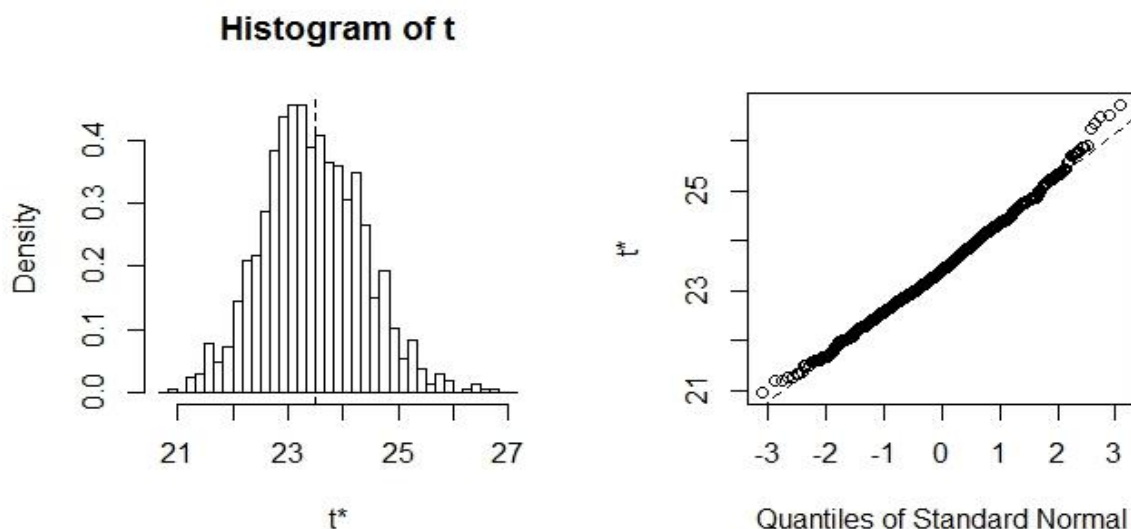 Histogram of t
Density
0.0 0.1 0.2 0.3 0.4
21 23 25 27
t*
t*
21 23 25
-3 -2 -1 0 1 2 3
Quantiles of Standard Normal